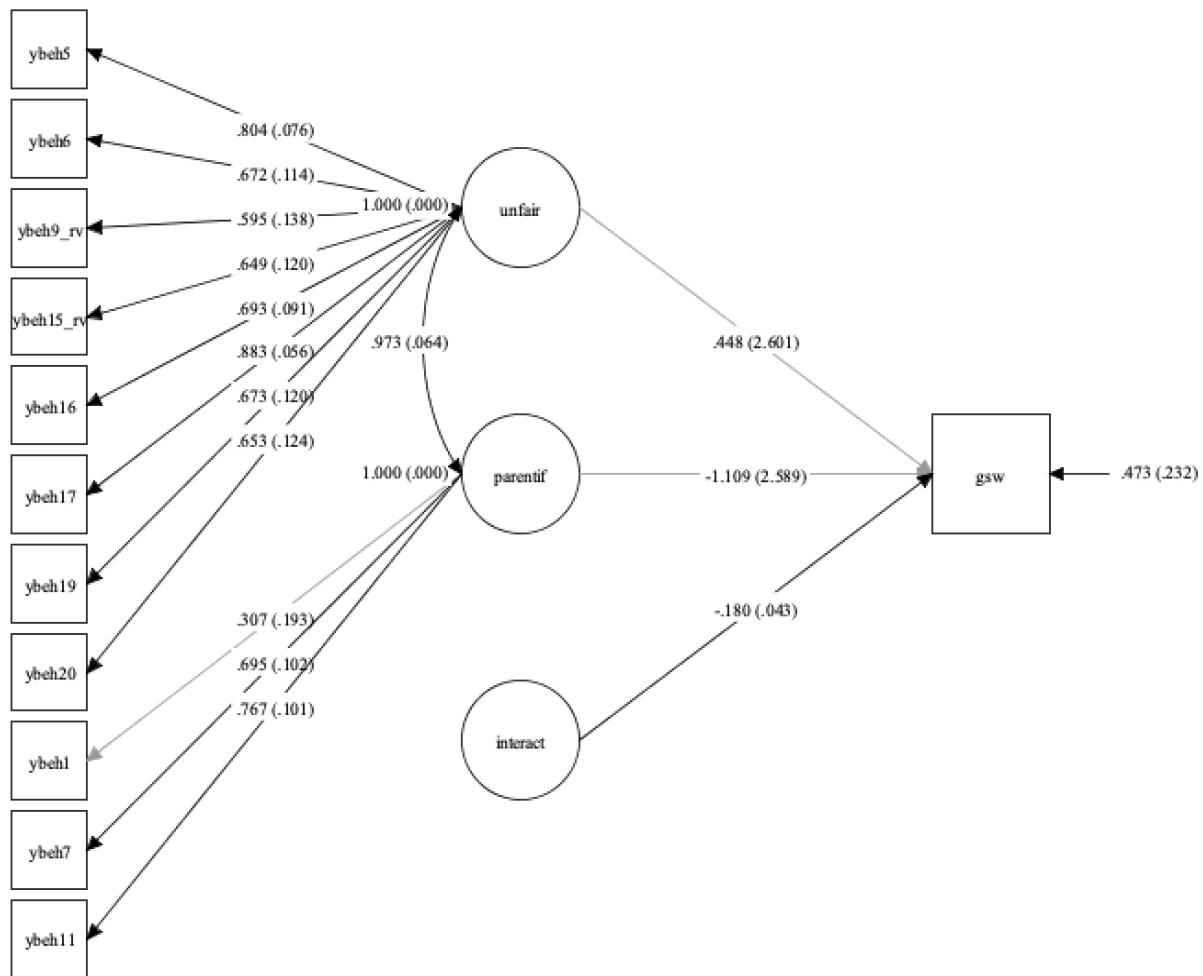 ybeh5
.804 (.076)
ybeh6
.672 (.114)
1.000 (.000)
unfair
ybeh9_rv
.595 (.138)
.649 (.120)
ybeh15_rv
.693 (.091)
.883 (.056)
.973 (.064)
.448 (2.601)
ybeh16
.673 (.120)
.653 (.124)
ybeh17
1.000 (.000)
parentif
-1.109 (2.589)
gsw
.473 (.232)
ybeh19
.307 (.193)
-.180 (.043)
.695 (.102)
ybeh20
.767 (.101)
interact
ybeh1
ybeh7
ybeh11